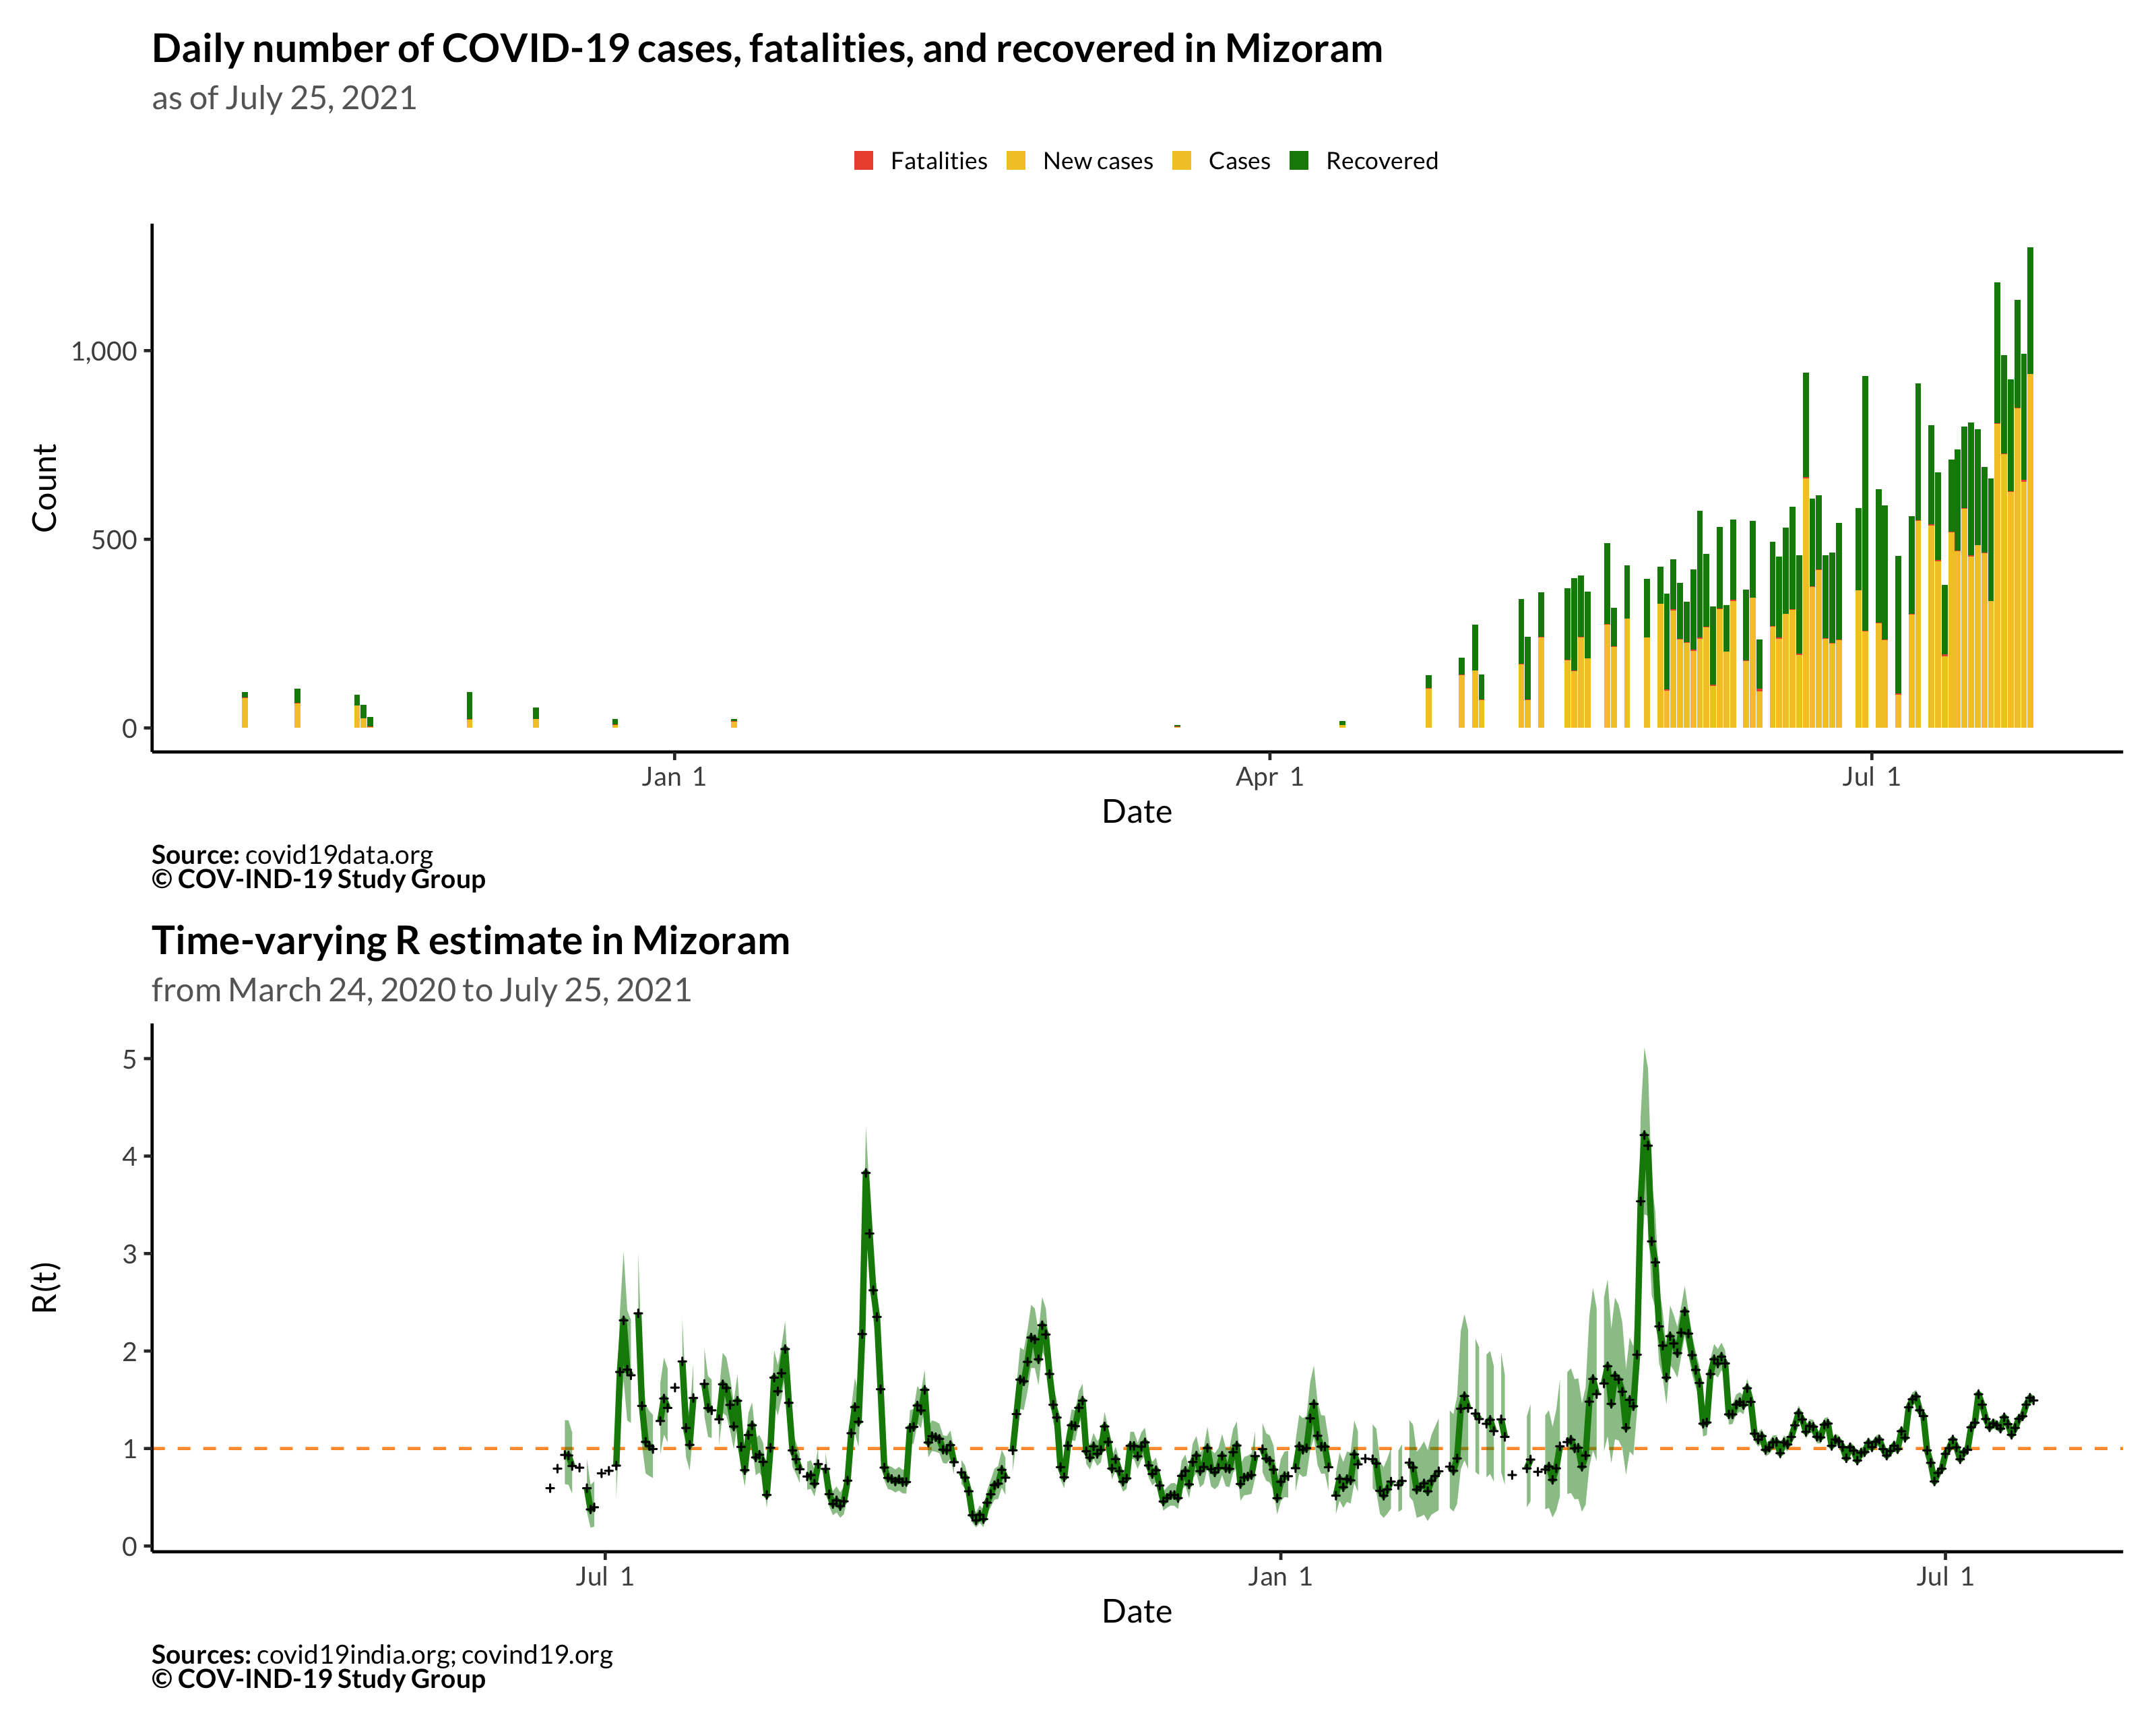 Daily number of COVID-19 cases, fatalities, and recovered in Mizoram
as of July 25, 2021
Fatalities New cases Cases Recovered
Count
1,000
500
0
Jan 1 Apr 1 Jul 1
Date
Source: covid19data.org
© COV-IND-19 Study Group
Time-varying R estimate in Mizoram
from March 24, 2020 to July 25, 2021
R(t)
5
4
3
2
1
0
Jul 1 Jan 1 Jul 1
Date
Sources: covid19india.org; covind19.org
© COV-IND-19 Study Group